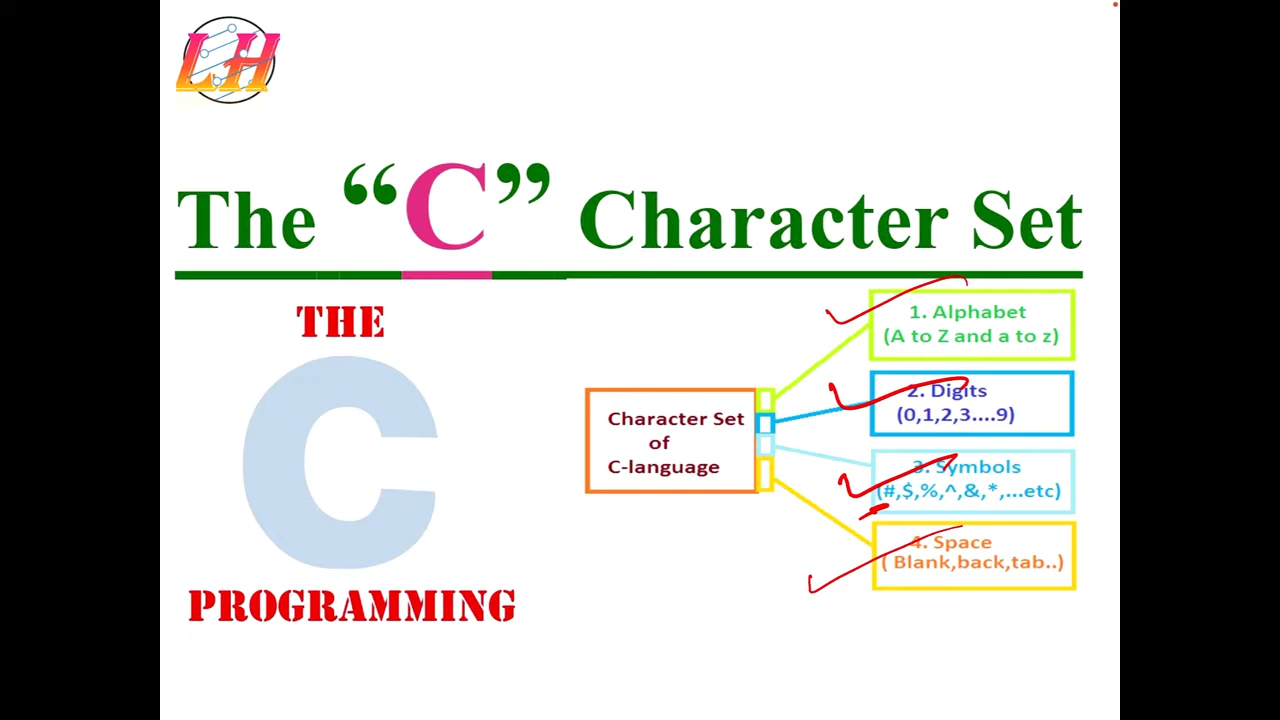 LH
The “C” Character Set
THE
C
PROGRAMMING
Character Set
of
C-language
1. Alphabet
(A to Z and a to z)
2. Digits
(0,1,2,3....9)
3. Symbols
(#,$,%,^,&,*,...etc)
4. Space
( Blank,back,tab..)